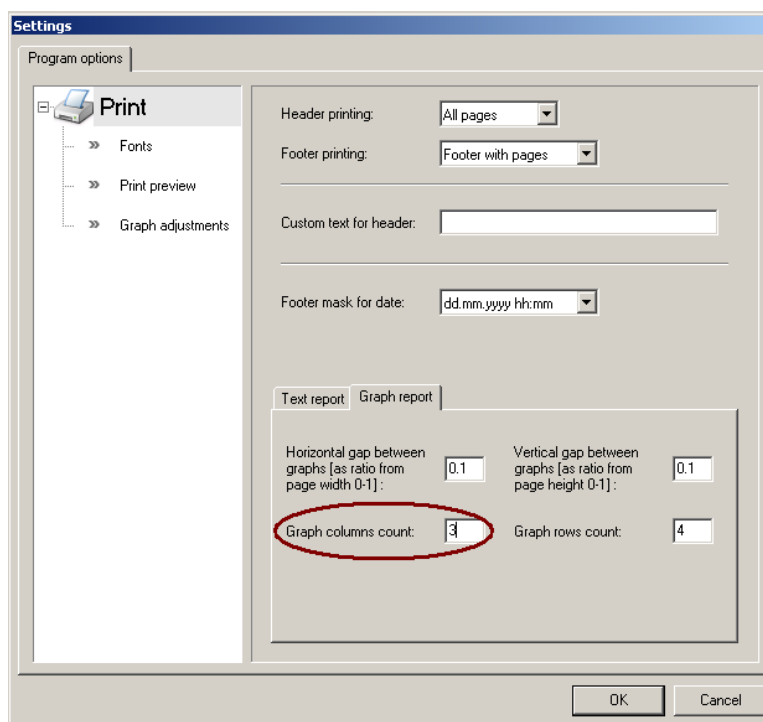 Settings
Program options
Print
Fonts
Print preview
Graph adjustments
Header printing: All pages
Footer printing: Footer with pages
Custom text for header:
Footer mask for date: dd.mm.yyyy hh:mm
Text report Graph report
Horizontal gap between
graphs [as ratio from
page width 0-1] : 0.1
Vertical gap between
graphs [as ratio from
page height 0-1] : 0.1
Graph columns count: 3
Graph rows count: 4
OK Cancel